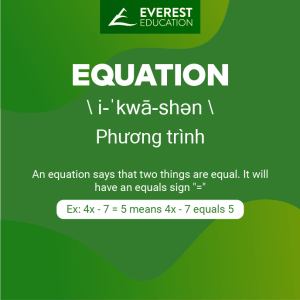 EVEREST
EDUCATION
EQUATION
\ i-ˈkwā-shən \
Phương trình
An equation says that two things are equal. It will
have an equals sign "="
Ex: 4x - 7 = 5 means 4x - 7 equals 5